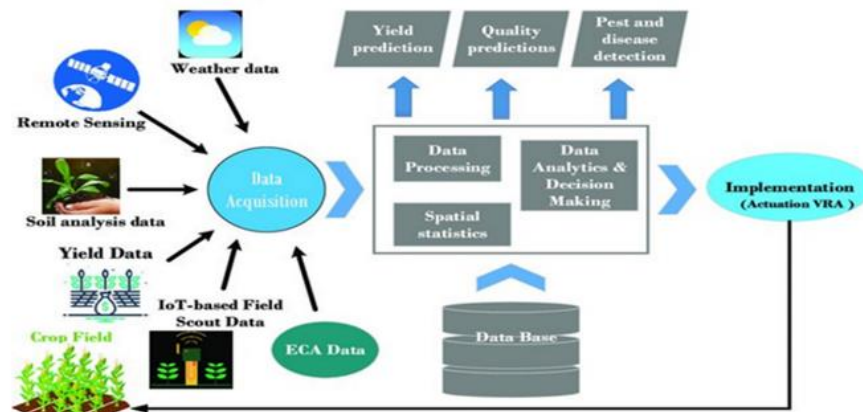 Weather data
Remote Sensing
Soil analysis data
Yield Data
IoT-based Field
Scout Data
Crop Field
ECA Data
Data
Acquisition
Yield
prediction
Quality
predictions
Pest and
disease
detection
Data
Processing
Data
Analytics &
Decision
Making
Spatial
statistics
Data Base
Implementation
(Actuation VRA )